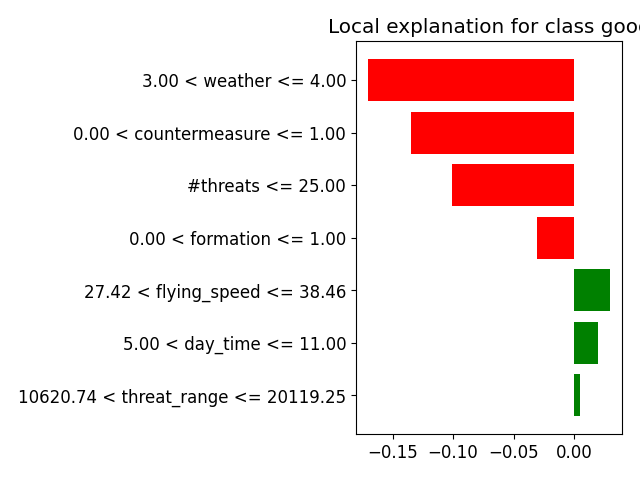 Local explanation for class goo
3.00 < weather <= 4.00
0.00 < countermeasure <= 1.00
#threats <= 25.00
0.00 < formation <= 1.00
27.42 < flying_speed <= 38.46
5.00 < day_time <= 11.00
10620.74 < threat_range <= 20119.25
−0.15 −0.10 −0.05 0.00